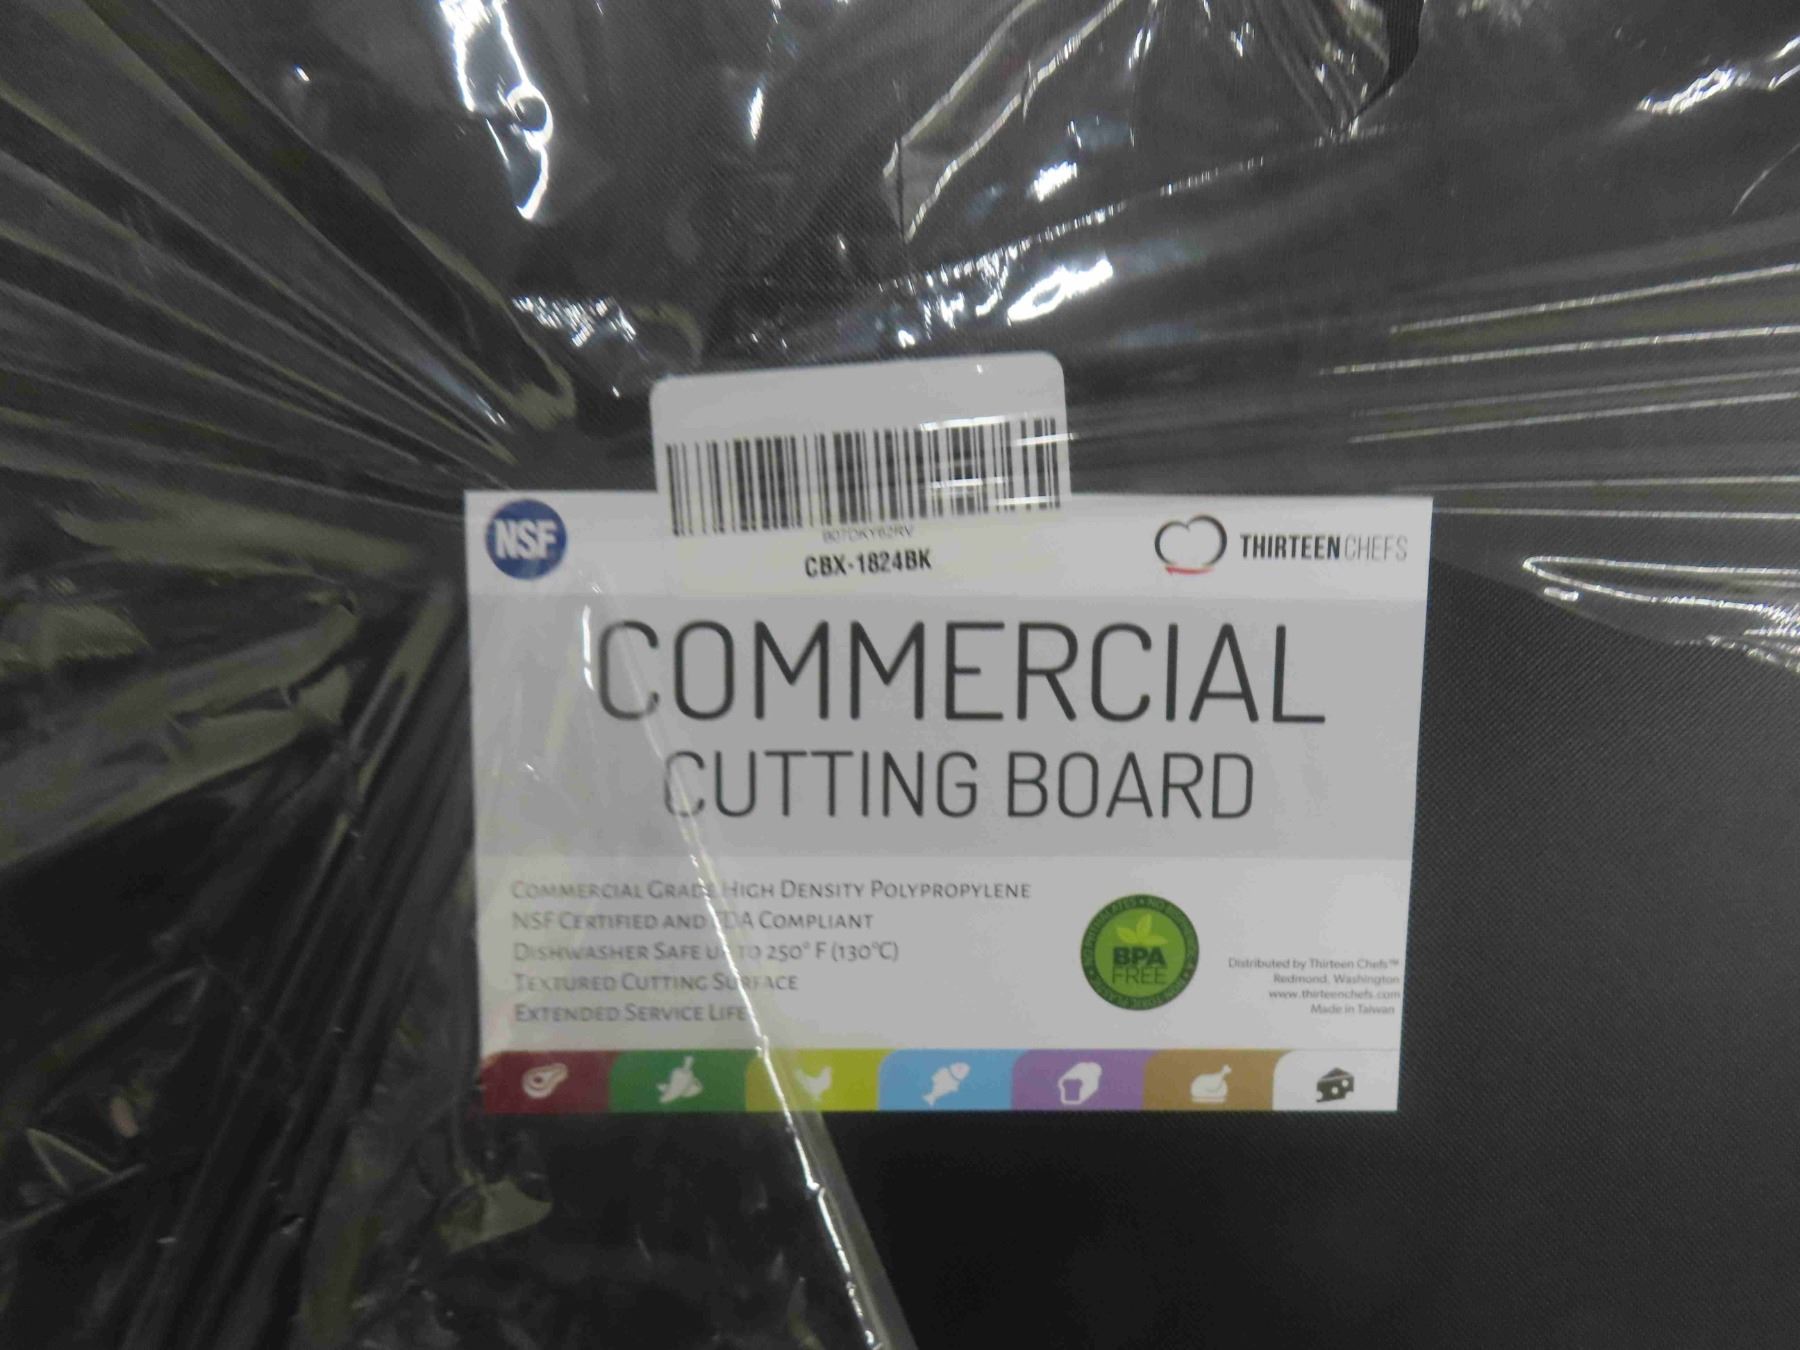 B07DKY62RV
CBX-1824BK
NSF
THIRTEEN CHEFS
COMMERCIAL
CUTTING BOARD
COMMERCIAL GRADE HIGH DENSITY POLYPROPYLENE
NSF CERTIFIED AND FDA COMPLIANT
DISHWASHER SAFE UP TO 250° F (130°C)
TEXTURED CUTTING SURFACE
EXTENDED SERVICE LIFE
BPA
FREE
Distributed by Thirteen Chefs™
Redmond, Washington
www.thirteenchefs.com
Made in Taiwan